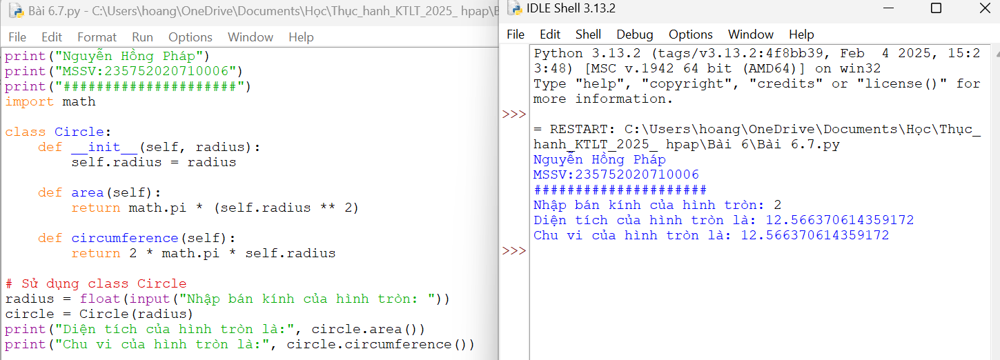 Bài 6.7.py - C:\Users\hoang\OneDrive\Documents\Học\Thục_hanh_KTLT_2025_ hpap\B
File Edit Format Run Options Window Help
print("Nguyễn Hồng Pháp")
print("MSSV:235752020710006")
print("#####################")
import math
class Circle:
    def __init__(self, radius):
        self.radius = radius
    def area(self):
        return math.pi * (self.radius ** 2)
    def circumference(self):
        return 2 * math.pi * self.radius
# Sử dụng class Circle
radius = float(input("Nhập bán kính của hình tròn: "))
circle = Circle(radius)
print("Diện tích của hình tròn là:", circle.area())
print("Chu vi của hình tròn là:", circle.circumference())
IDLE Shell 3.13.2
File Edit Shell Debug Options Window Help
Python 3.13.2 (tags/v3.13.2:4f8bb39, Feb  4 2025, 15:2
3:48) [MSC v.1942 64 bit (AMD64)] on win32
Type "help", "copyright", "credits" or "license()" for
more information.
>>>
= RESTART: C:\Users\hoang\OneDrive\Documents\Học\Thục_
hanh_KTLT_2025_ hpap\Bài 6\Bài 6.7.py
Nguyễn Hồng Pháp
MSSV:235752020710006
#####################
Nhập bán kính của hình tròn: 2
Diện tích của hình tròn là: 12.566370614359172
Chu vi của hình tròn là: 12.566370614359172
>>>